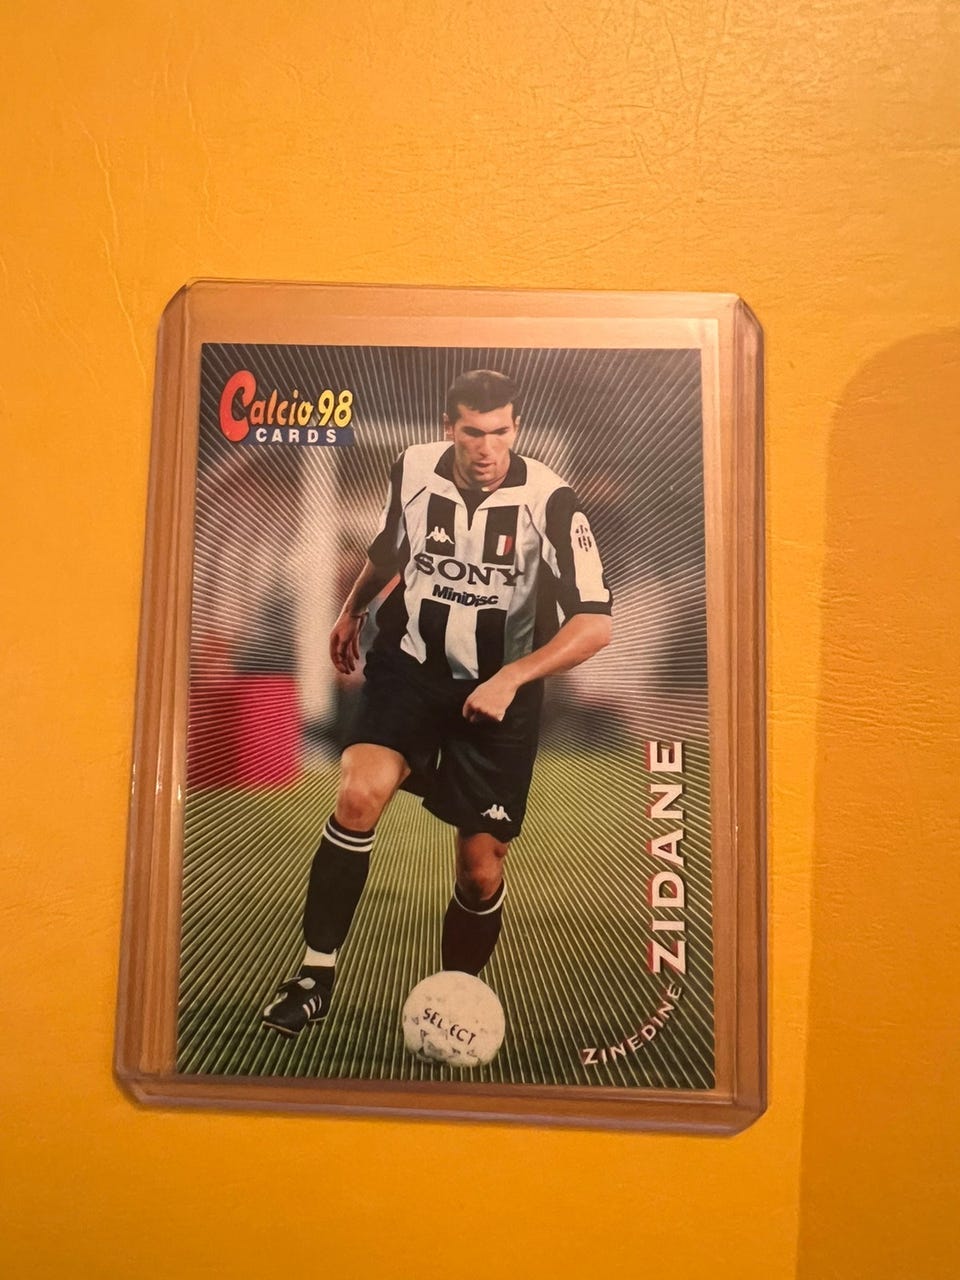 Calcio 98
CARDS
SONY
MiniDisc
SELECT
ZINEDINE ZIDANE